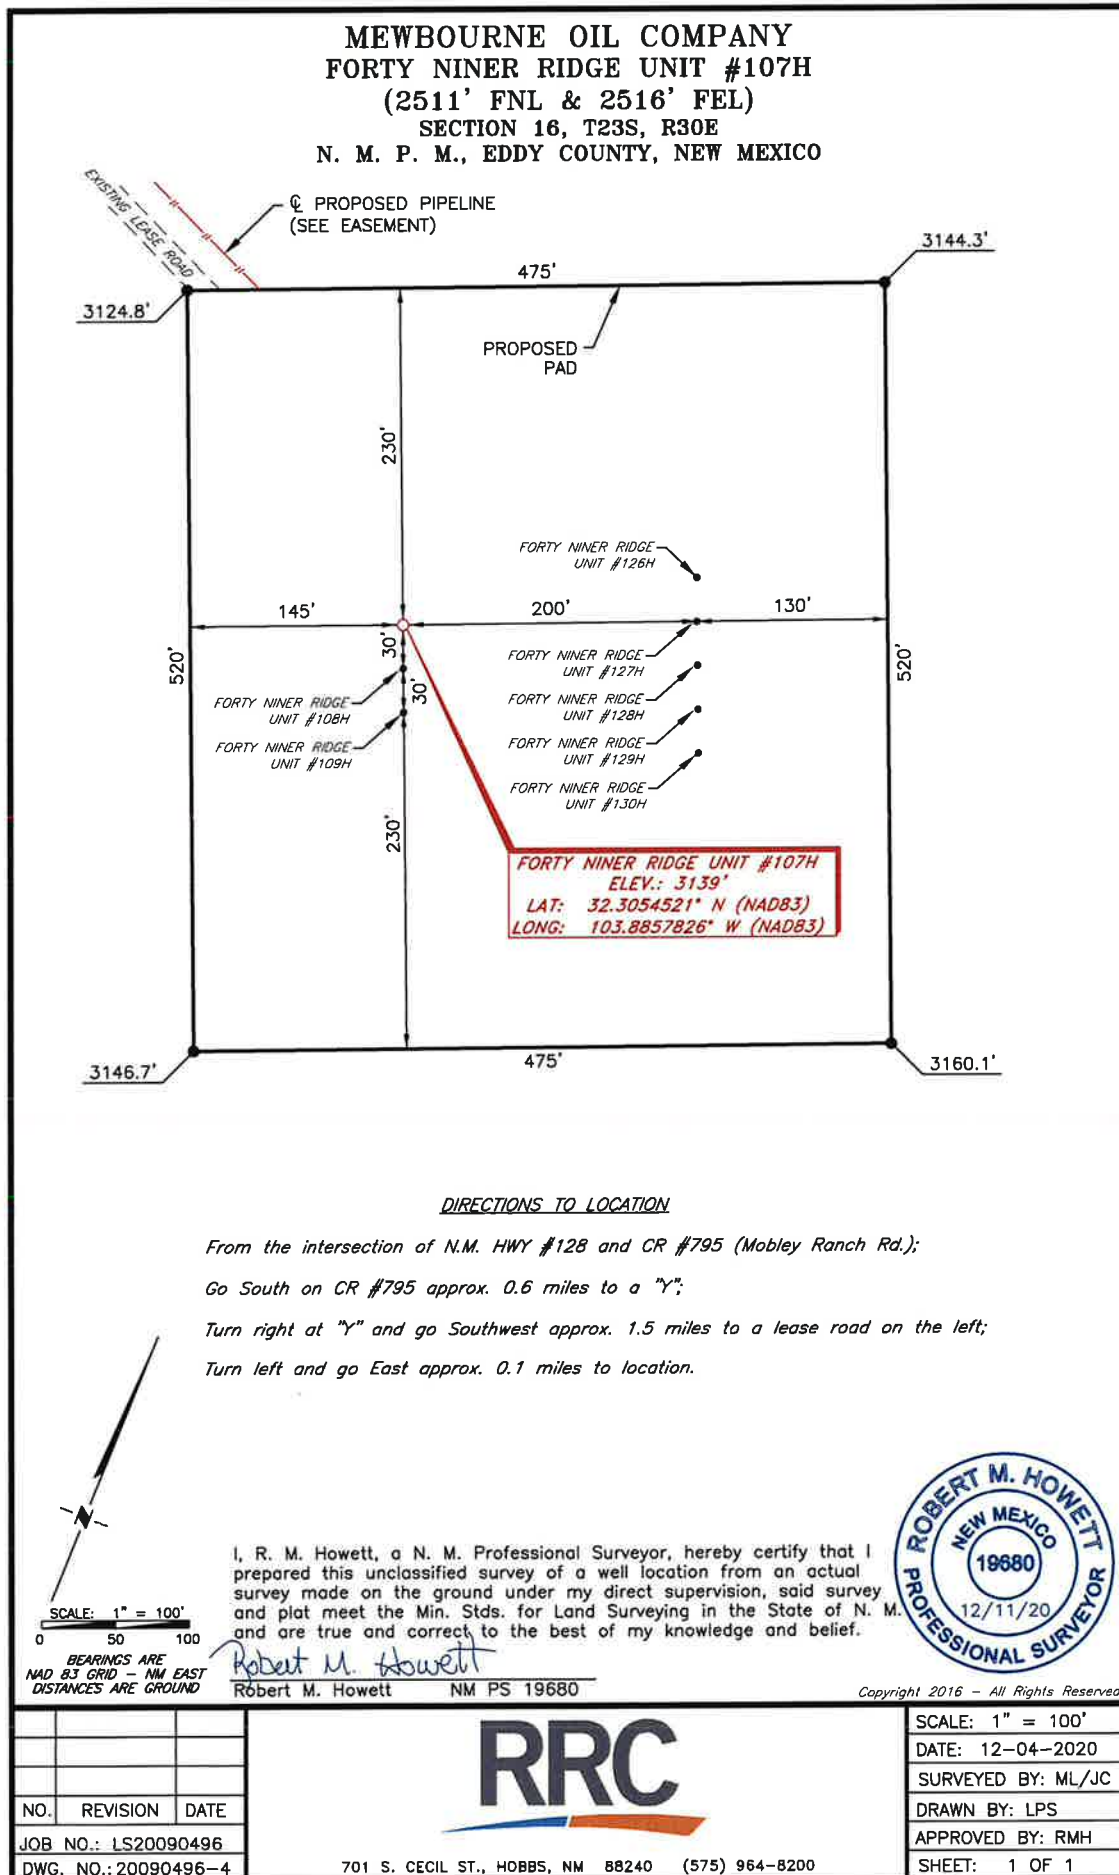 MEWBOURNE OIL COMPANY
FORTY NINER RIDGE UNIT #107H
(2511' FNL & 2516' FEL)
SECTION 16, T23S, R30E
N. M. P. M., EDDY COUNTY, NEW MEXICO
EXISTING LEASE ROAD
℄ PROPOSED PIPELINE
(SEE EASEMENT)
3144.3'
475'
3124.8'
PROPOSED
PAD
230'
FORTY NINER RIDGE
UNIT #126H
145'
200'
130'
520'
30'
30'
520'
FORTY NINER RIDGE
UNIT #127H
FORTY NINER RIDGE
UNIT #108H
FORTY NINER RIDGE
UNIT #128H
FORTY NINER RIDGE
UNIT #109H
FORTY NINER RIDGE
UNIT #129H
FORTY NINER RIDGE
UNIT #130H
230'
FORTY NINER RIDGE UNIT #107H
ELEV.: 3139'
LAT: 32.3054521° N (NAD83)
LONG: 103.8857826° W (NAD83)
475'
3146.7'
3160.1'
DIRECTIONS TO LOCATION
From the intersection of N.M. HWY #128 and CR #795 (Mobley Ranch Rd.);
Go South on CR #795 approx. 0.6 miles to a "Y";
Turn right at "Y" and go Southwest approx. 1.5 miles to a lease road on the left;
Turn left and go East approx. 0.1 miles to location.
N
SCALE: 1" = 100'
0 50 100
BEARINGS ARE
NAD 83 GRID – NM EAST
DISTANCES ARE GROUND
I, R. M. Howett, a N. M. Professional Surveyor, hereby certify that I
prepared this unclassified survey of a well location from an actual
survey made on the ground under my direct supervision, said survey
and plat meet the Min. Stds. for Land Surveying in the State of N. M.
and are true and correct to the best of my knowledge and belief.
Robert M. Howett
Robert M. Howett NM PS 19680
ROBERT M. HOWETT
NEW MEXICO
19680
12/11/20
PROFESSIONAL SURVEYOR
Copyright 2016 – All Rights Reserved
NO. REVISION DATE
JOB NO.: LS20090496
DWG. NO.: 20090496–4
RRC
701 S. CECIL ST., HOBBS, NM 88240 (575) 964–8200
SCALE: 1" = 100'
DATE: 12–04–2020
SURVEYED BY: ML/JC
DRAWN BY: LPS
APPROVED BY: RMH
SHEET: 1 OF 1